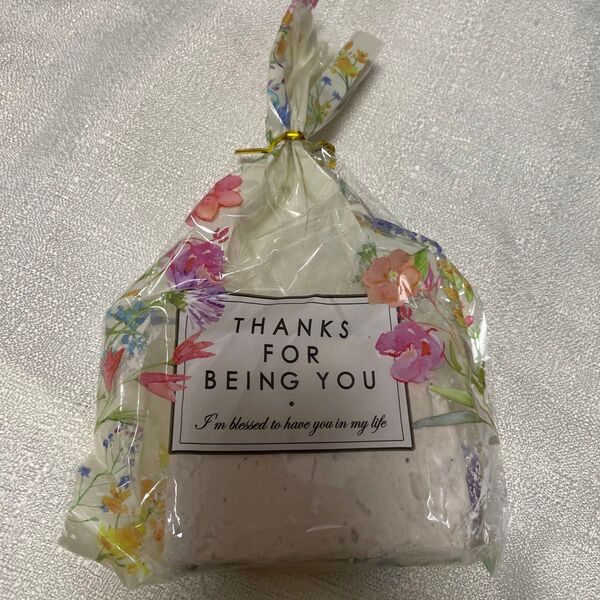 THANKS
FOR
BEING YOU
•
I'm blessed to have you in my life